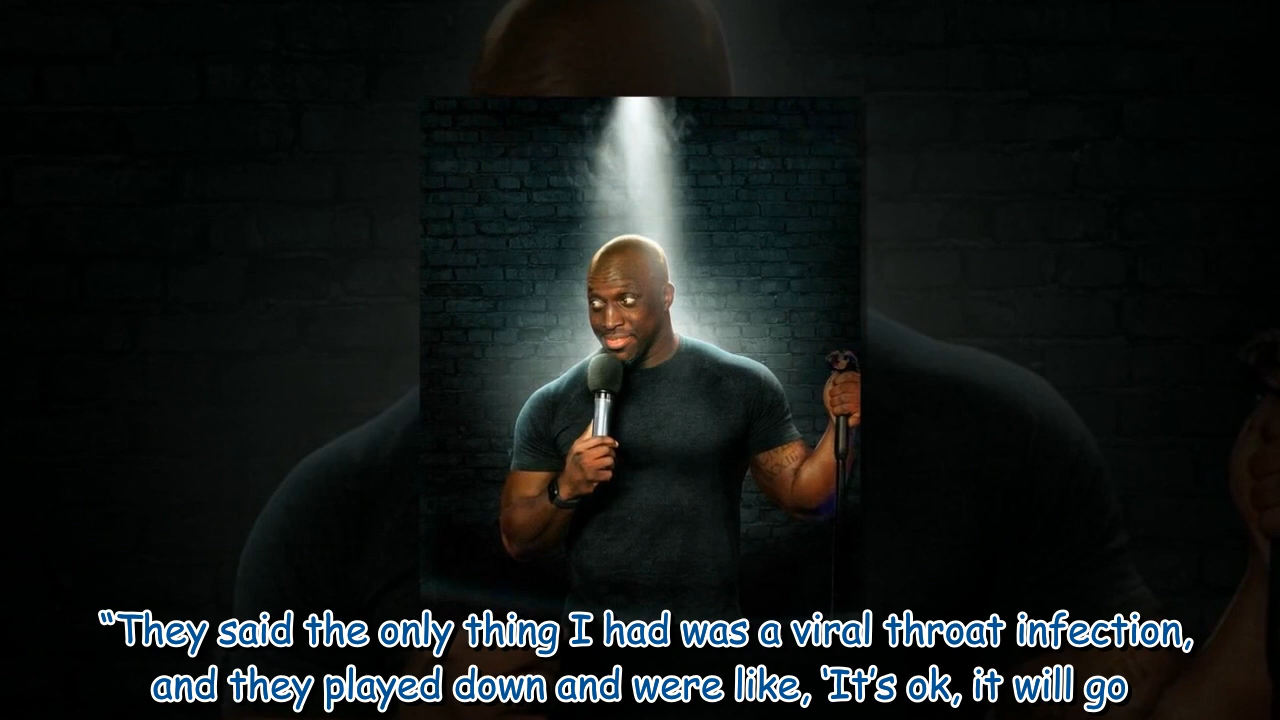 “They said the only thing I had was a viral throat infection,
and they played down and were like, ‘It’s ok, it will go